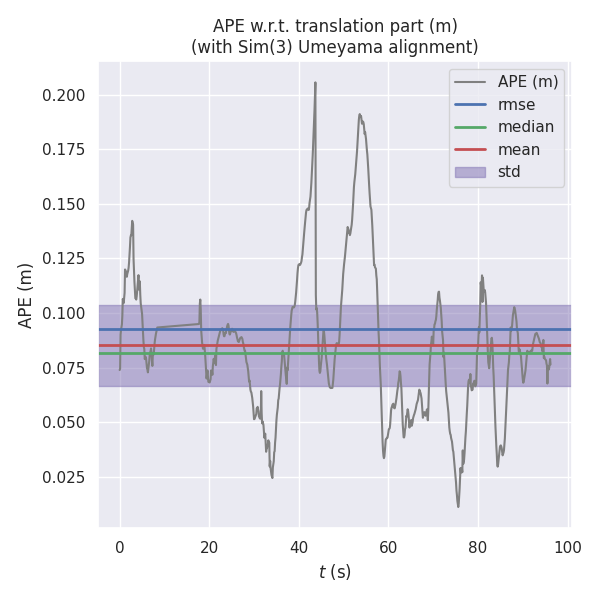 APE w.r.t. translation part (m)
(with Sim(3) Umeyama alignment)
APE (m)
rmse
median
mean
std
APE (m)
0.200
0.175
0.150
0.125
0.100
0.075
0.050
0.025
0 20 40 60 80 100
t (s)